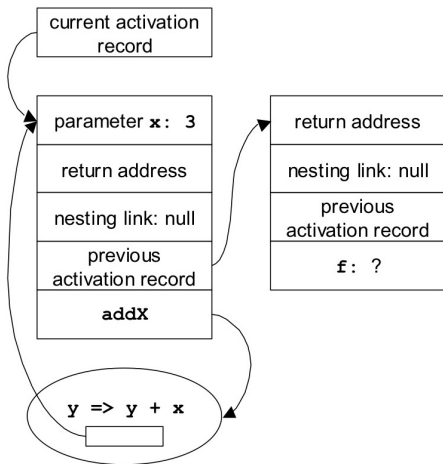 current activation
record
parameter x: 3
return address
nesting link: null
previous
activation record
addX
y => y + x
return address
nesting link: null
previous
activation record
f: ?